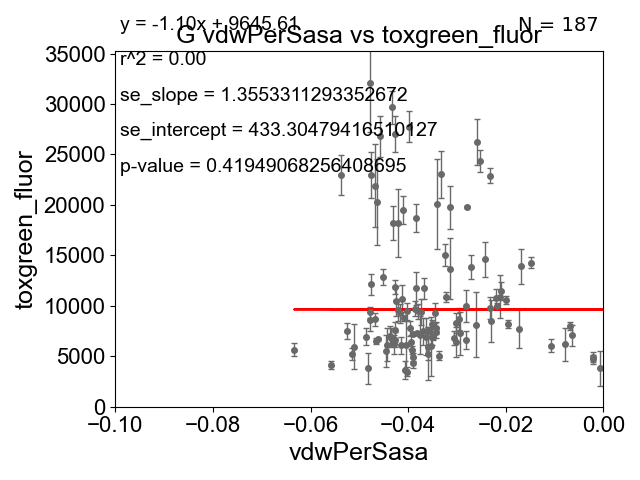 y = -1.10x + 9645.61
N = 187
G vdwPerSasa vs toxgreen_fluor
r^2 = 0.00
se_slope = 1.3553311293352672
se_intercept = 433.30479416510127
p-value = 0.41949068256408695
toxgreen_fluor
35000
30000
25000
20000
15000
10000
5000
0
−0.10
−0.08
−0.06
−0.04
−0.02
0.00
vdwPerSasa